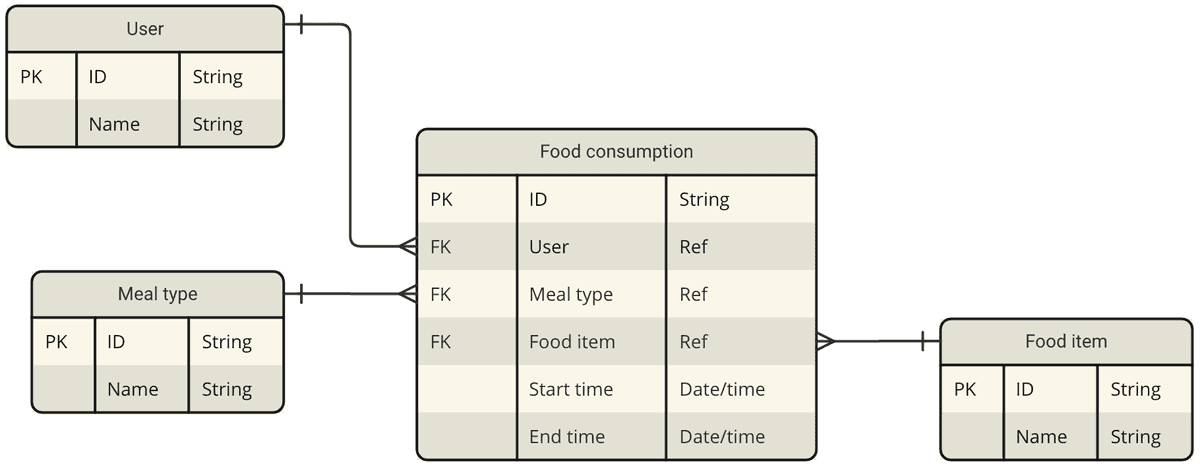 User
PK ID String
Name String
Food consumption
PK ID String
FK User Ref
FK Meal type Ref
FK Food item Ref
Start time Date/time
End time Date/time
Meal type
PK ID String
Name String
Food item
PK ID String
Name String